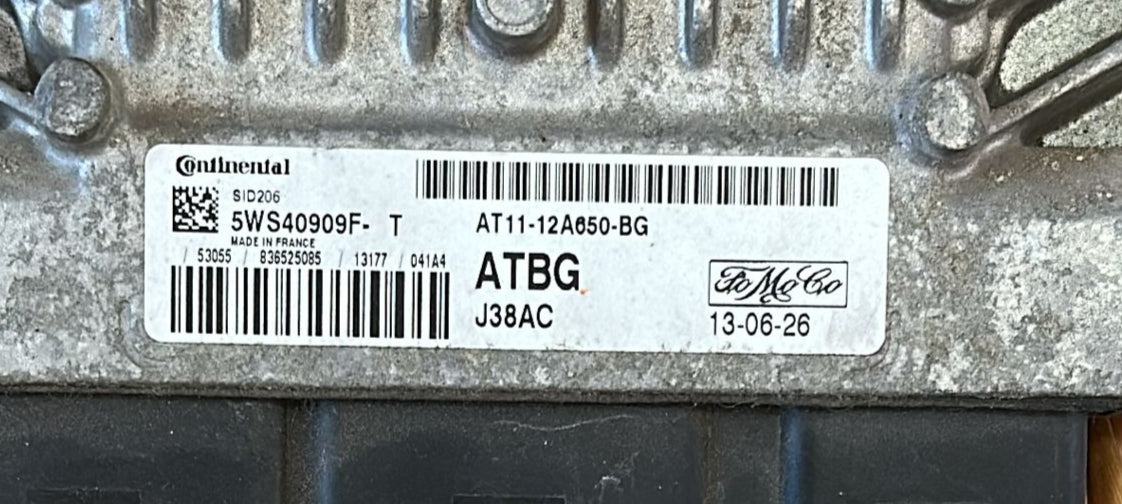 Continental
SID206
5WS40909F- T
MADE IN FRANCE
/ 53055 / 836525085 / 13177 / 041A4
AT11-12A650-BG
ATBG
J38AC
FoMoCo
13-06-26